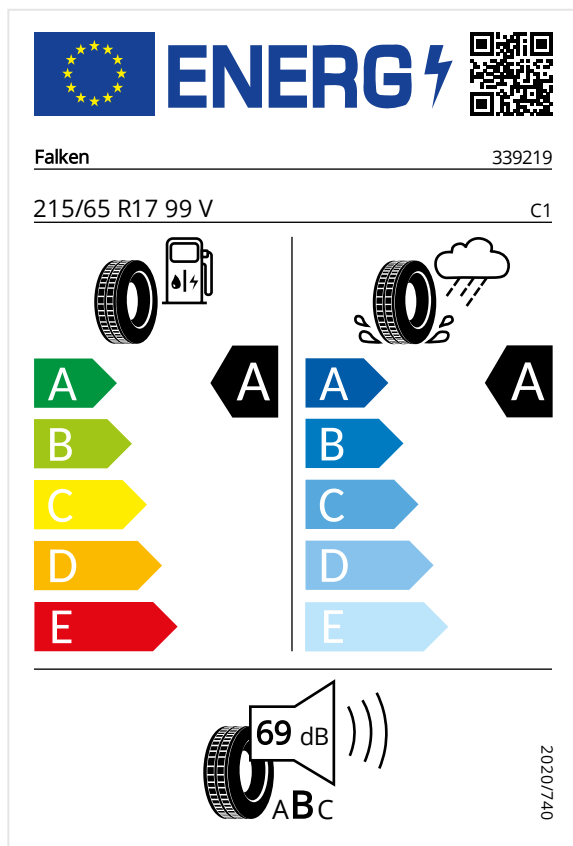 ENERG
Falken
339219
215/65 R17 99 V
C1
A
A
B
C
D
E
A
A
B
C
D
E
69 dB
ABC
2020/740